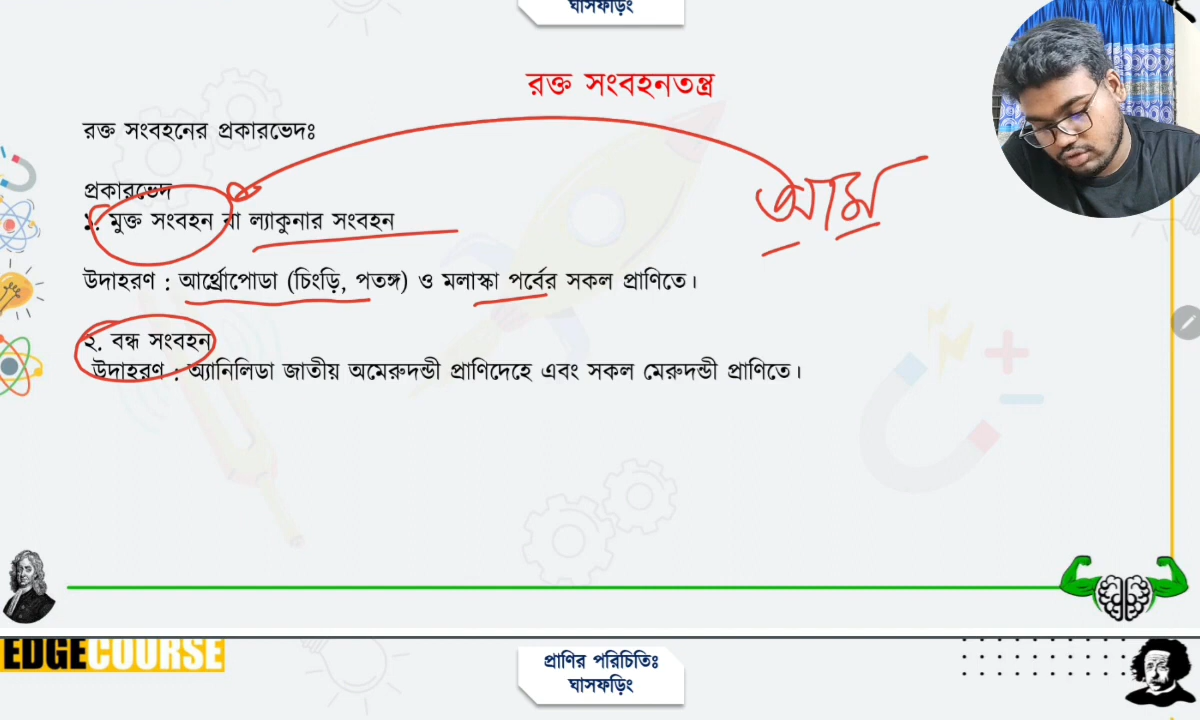 ঘাসফড়িং
রক্ত সংবহনতন্ত্র
রক্ত সংবহনের প্রকারভেদঃ
প্রকারভেদ
১. মুক্ত সংবহন বা ল্যাকুনার সংবহন
আম
উদাহরণ : আর্থ্রোপোডা (চিংড়ি, পতঙ্গ) ও মলাস্কা পর্বের সকল প্রাণিতে।
২. বদ্ধ সংবহন
উদাহরণ : অ্যানিলিডা জাতীয় অমেরুদন্ডী প্রাণিদেহে এবং সকল মেরুদন্ডী প্রাণিতে।
EDGECOURSE
প্রাণির পরিচিতিঃ
ঘাসফড়িং